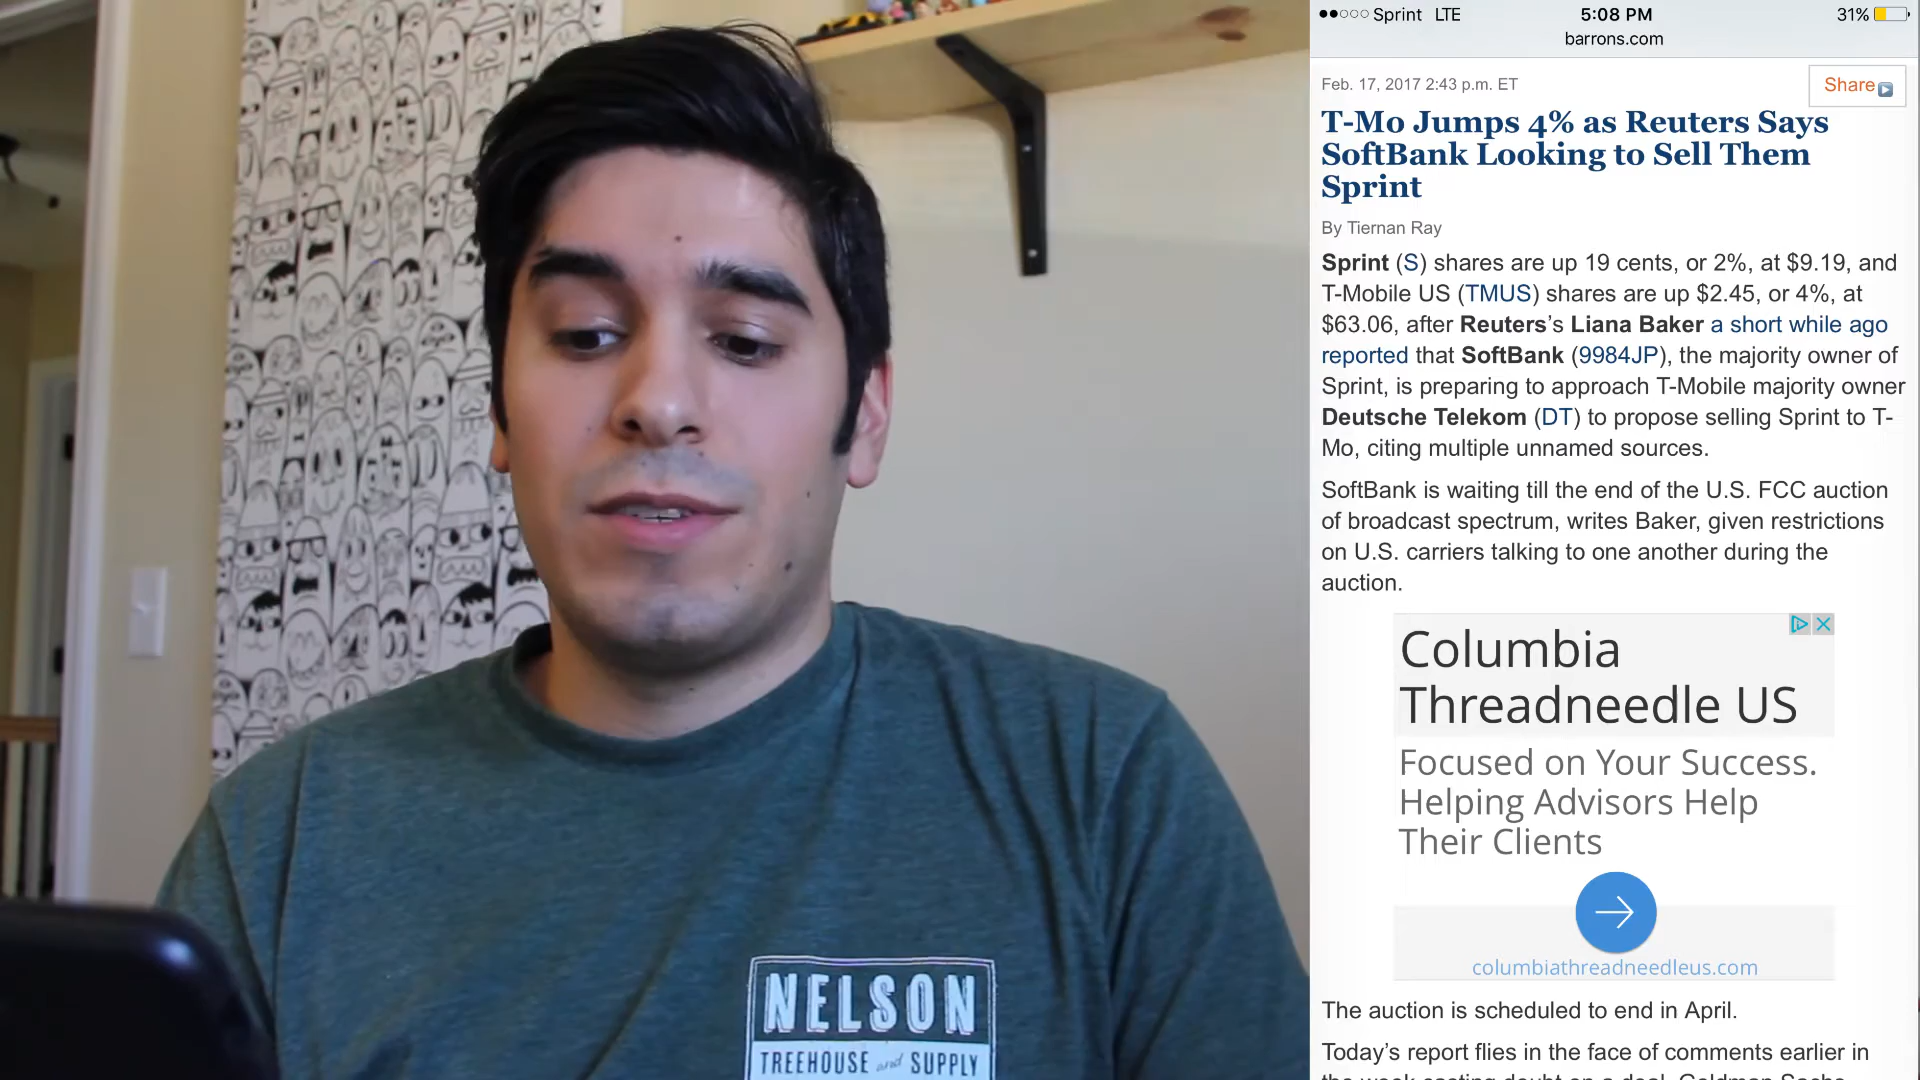 Sprint LTE 5:08 PM 31%
barrons.com
Feb. 17, 2017 2:43 p.m. ET
Share
T-Mo Jumps 4% as Reuters Says
SoftBank Looking to Sell Them
Sprint
By Tiernan Ray
Sprint (S) shares are up 19 cents, or 2%, at $9.19, and
T-Mobile US (TMUS) shares are up $2.45, or 4%, at
$63.06, after Reuters’s Liana Baker a short while ago
reported that SoftBank (9984JP), the majority owner of
Sprint, is preparing to approach T-Mobile majority owner
Deutsche Telekom (DT) to propose selling Sprint to T-
Mo, citing multiple unnamed sources.
SoftBank is waiting till the end of the U.S. FCC auction
of broadcast spectrum, writes Baker, given restrictions
on U.S. carriers talking to one another during the
auction.
Columbia
Threadneedle US
Focused on Your Success.
Helping Advisors Help
Their Clients
columbiathreadneedleus.com
The auction is scheduled to end in April.
Today’s report flies in the face of comments earlier in
the week casting doubt on a deal. Goldman Sachs
NELSON
TREEHOUSE and SUPPLY